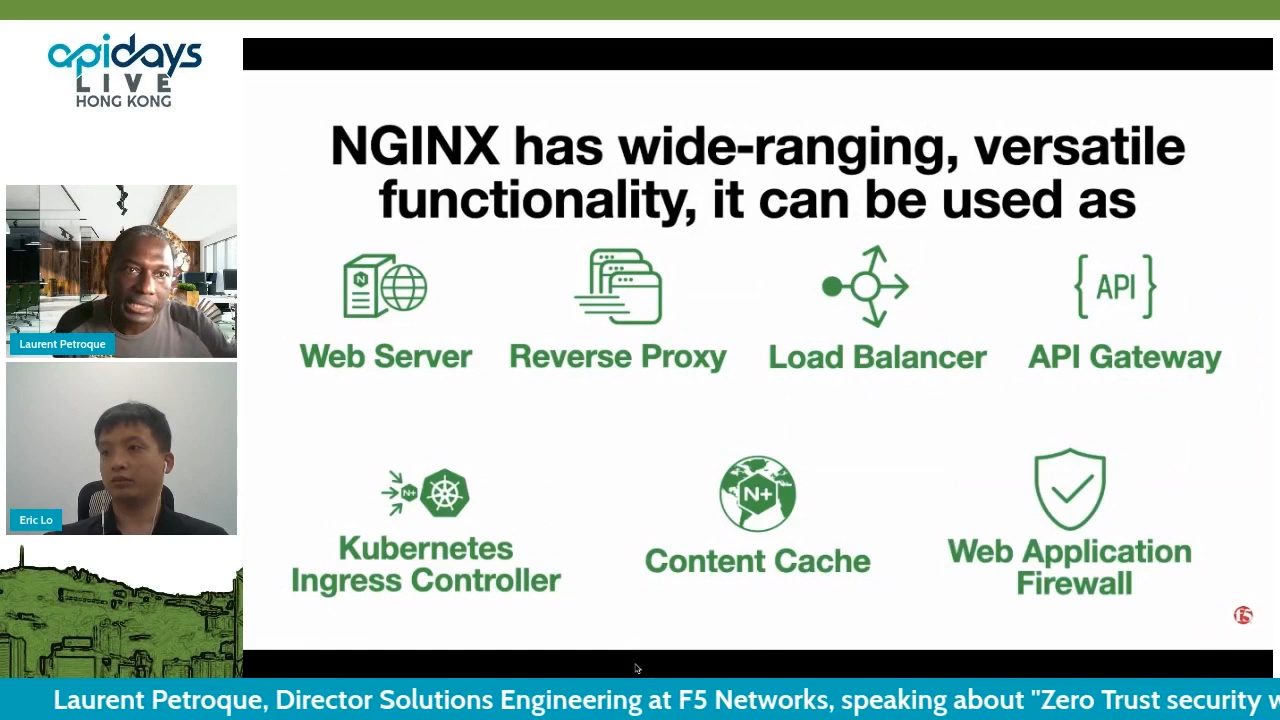 apidays
LIVE
HONG KONG
NGINX has wide-ranging, versatile
functionality, it can be used as
N
{API}
Web Server
Reverse Proxy
Load Balancer
API Gateway
Laurent Petroque
N+
N+
Kubernetes
Ingress Controller
Content Cache
Web Application
Firewall
Eric Lo
f5
Laurent Petroque, Director Solutions Engineering at F5 Networks, speaking about "Zero Trust security w